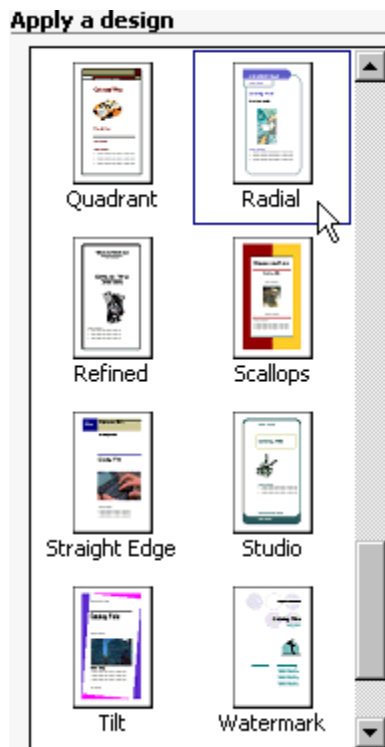 Apply a design
Quadrant
Radial
Refined
Scallops
Straight Edge
Studio
Tilt
Watermark